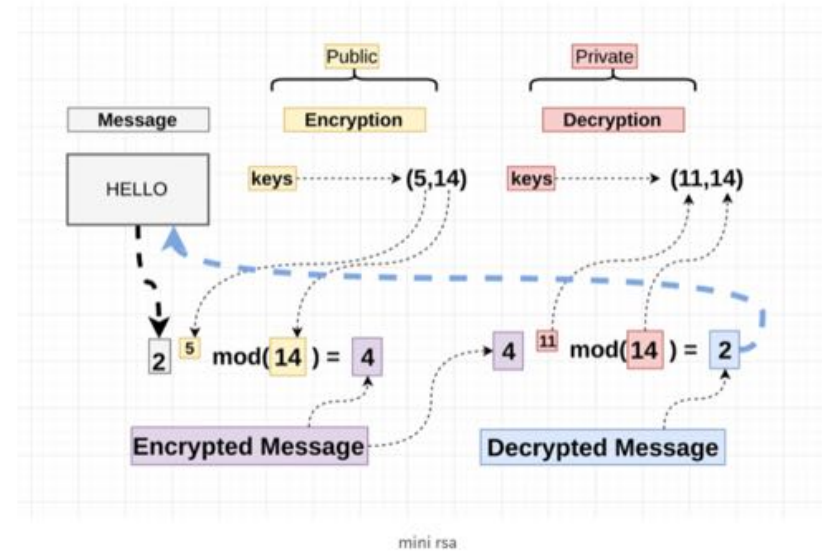 Public
Private
Message
Encryption
Decryption
HELLO
keys
(5,14)
keys
(11,14)
2 5 mod( 14 ) = 4
4 11 mod( 14 ) = 2
Encrypted Message
Decrypted Message
mini rsa